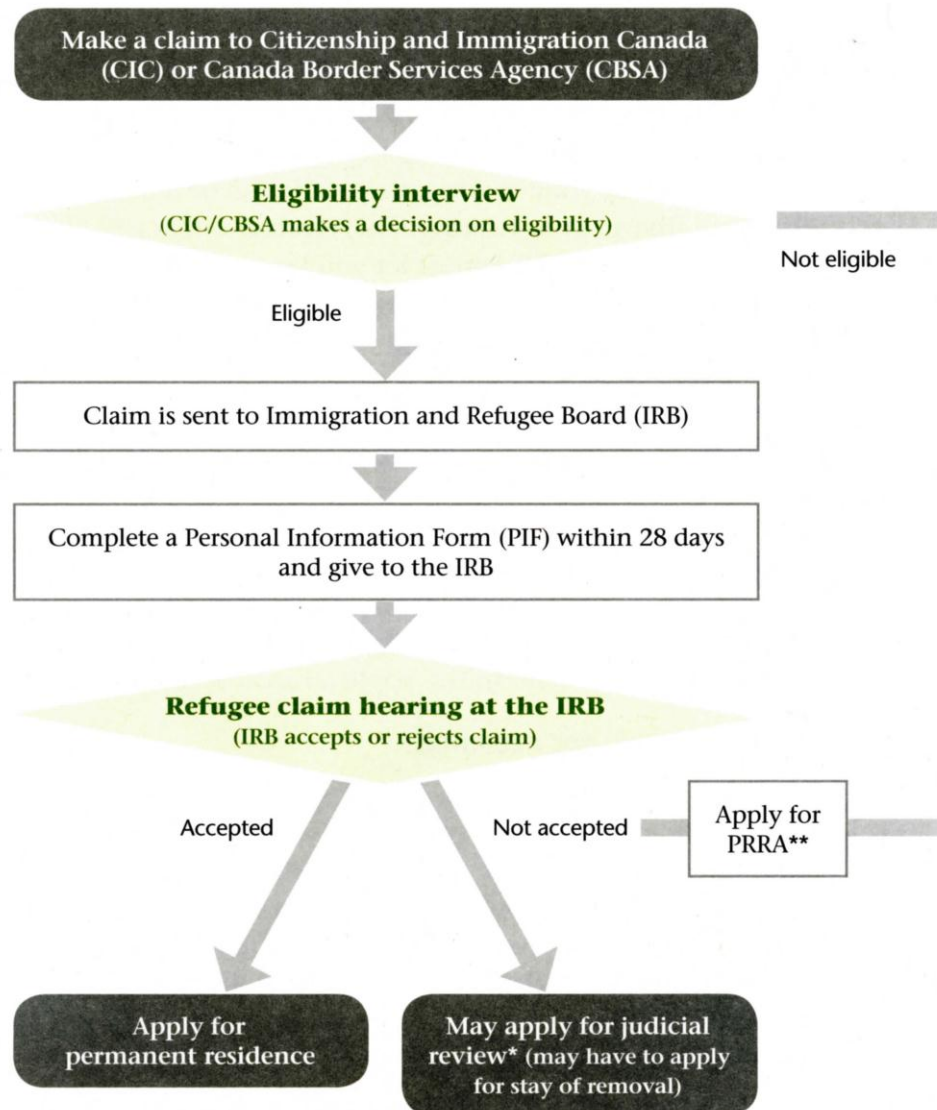 Make a claim to Citizenship and Immigration Canada
(CIC) or Canada Border Services Agency (CBSA)
Eligibility interview
(CIC/CBSA makes a decision on eligibility)
Not eligible
Eligible
Claim is sent to Immigration and Refugee Board (IRB)
Complete a Personal Information Form (PIF) within 28 days
and give to the IRB
Refugee claim hearing at the IRB
(IRB accepts or rejects claim)
Accepted
Not accepted
Apply for
PRRA**
Apply for
permanent residence
May apply for judicial
review* (may have to apply
for stay of removal)